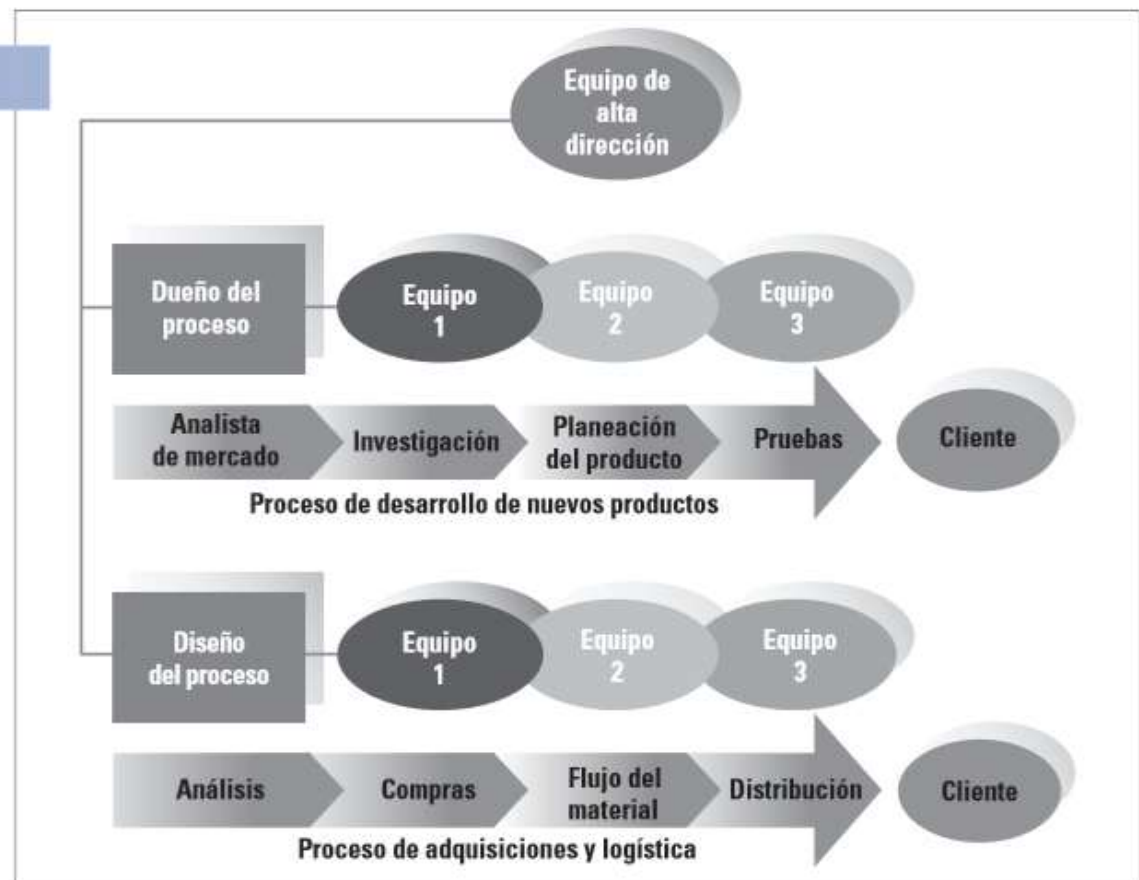 Equipo de
alta
dirección
Dueño del
proceso
Equipo
1
Equipo
2
Equipo
3
Analista
de mercado
Investigación
Planeación
del producto
Pruebas
Cliente
Proceso de desarrollo de nuevos productos
Diseño
del proceso
Equipo
1
Equipo
2
Equipo
3
Análisis
Compras
Flujo del
material
Distribución
Cliente
Proceso de adquisiciones y logística